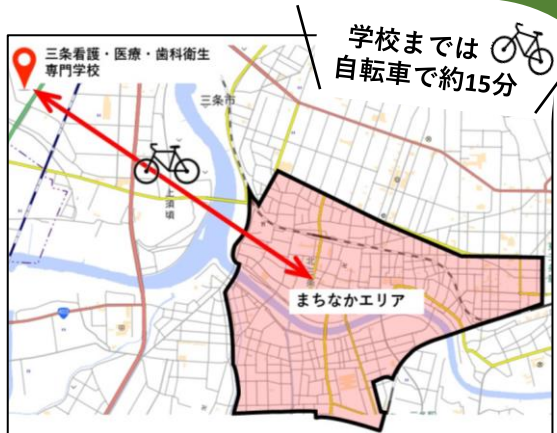 学校までは
自転車で約15分
三条看護・医療・歯科衛生
専門学校
三条市
上須頃
まちなかエリア